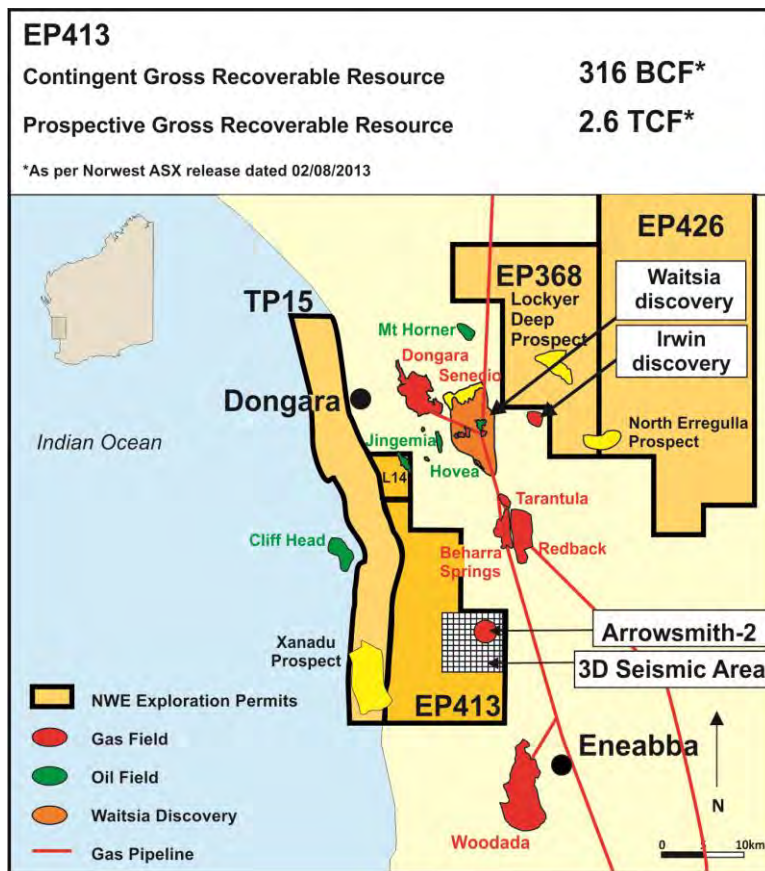 EP413
Contingent Gross Recoverable Resource 316 BCF*
Prospective Gross Recoverable Resource 2.6 TCF*
*As per Norwest ASX release dated 02/08/2013
EP426
EP368
Waitsia
discovery
TP15
Lockyer
Deep
Prospect
Mt Horner
Irwin
discovery
Dongara
Senecio
Dongara
Indian Ocean
North Erregulla
Prospect
Jingemia
Hovea
L14
Tarantula
Cliff Head
Beharra
Springs
Redback
Arrowsmith-2
Xanadu
Prospect
3D Seismic Area
EP413
NWE Exploration Permits
Gas Field
Eneabba
Oil Field
N
Waitsia Discovery
Woodada
Gas Pipeline
0 5 10km